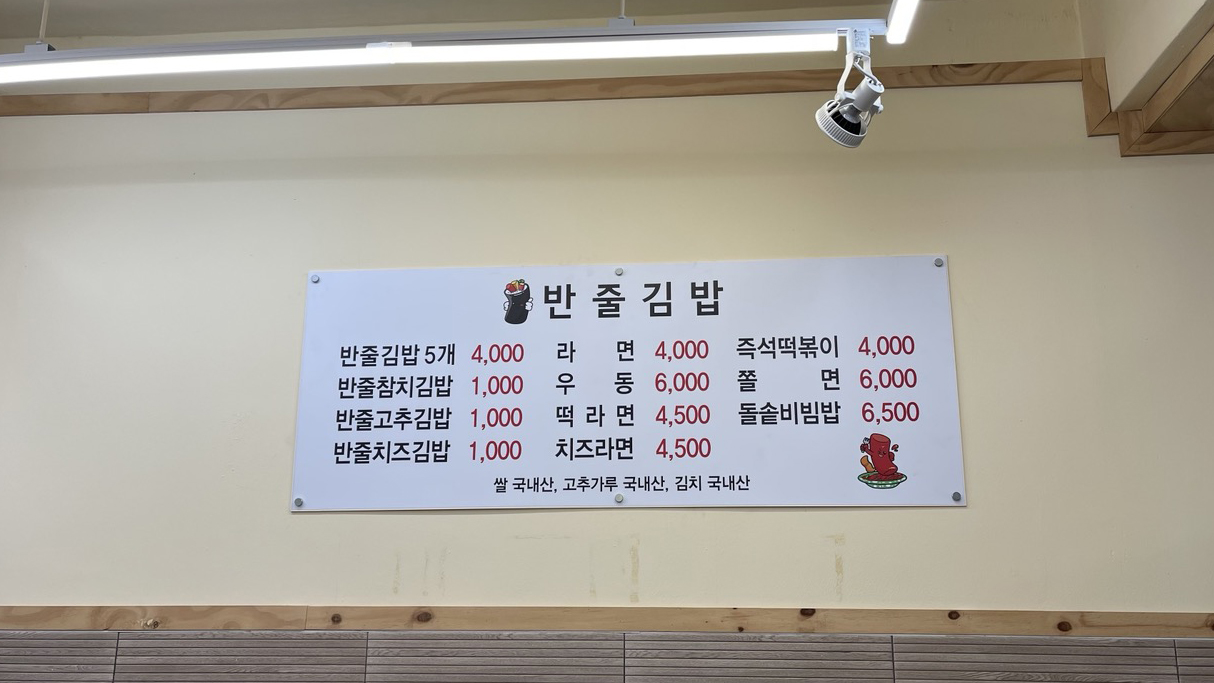 반줄김밥
반줄김밥 5개 4,000 라면 4,000 즉석떡볶이 4,000
반줄참치김밥 1,000 우동 6,000 쫄면 6,000
반줄고추김밥 1,000 떡라면 4,500 돌솥비빔밥 6,500
반줄치즈김밥 1,000 치즈라면 4,500
쌀 국내산, 고추가루 국내산, 김치 국내산